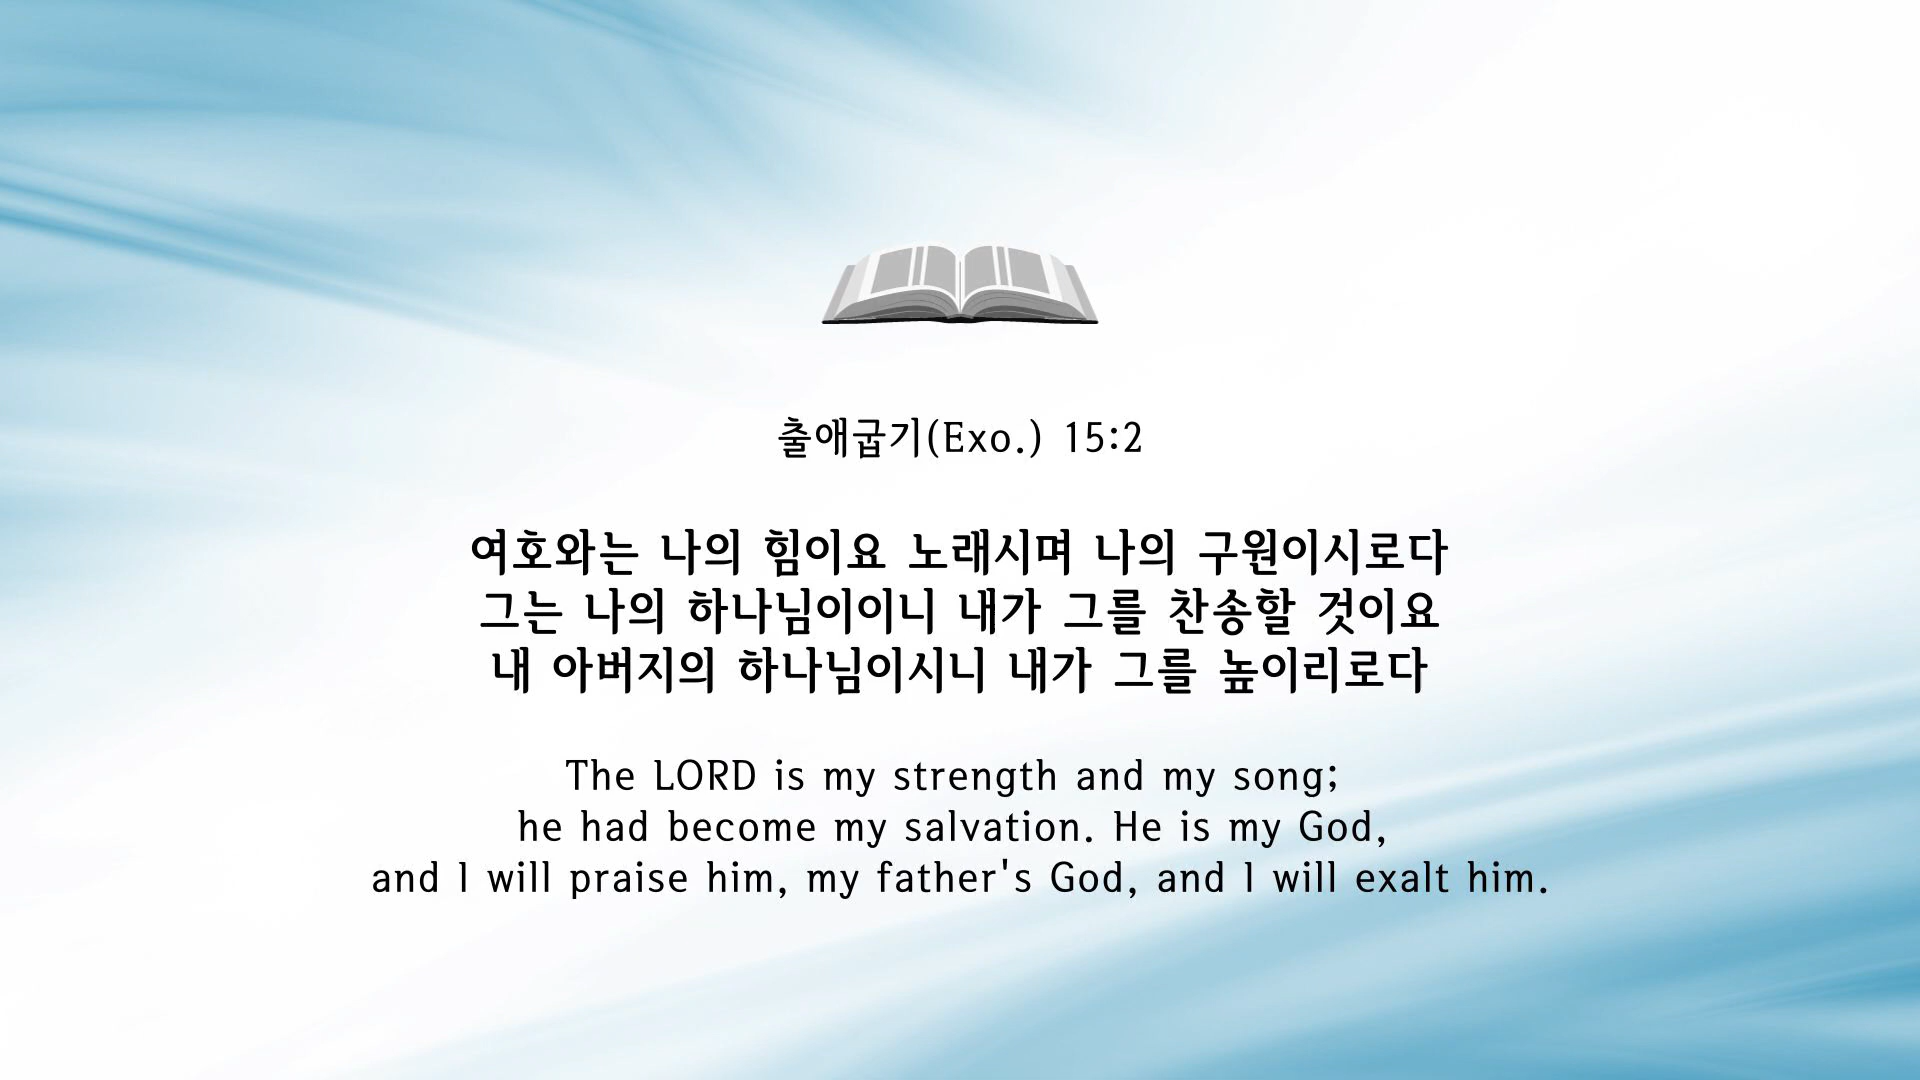 출애굽기(Exo.) 15:2
여호와는 나의 힘이요 노래시며 나의 구원이시로다
그는 나의 하나님이이니 내가 그를 찬송할 것이요
내 아버지의 하나님이시니 내가 그를 높이리로다
The LORD is my strength and my song;
he had become my salvation. He is my God,
and I will praise him, my father's God, and I will exalt him.